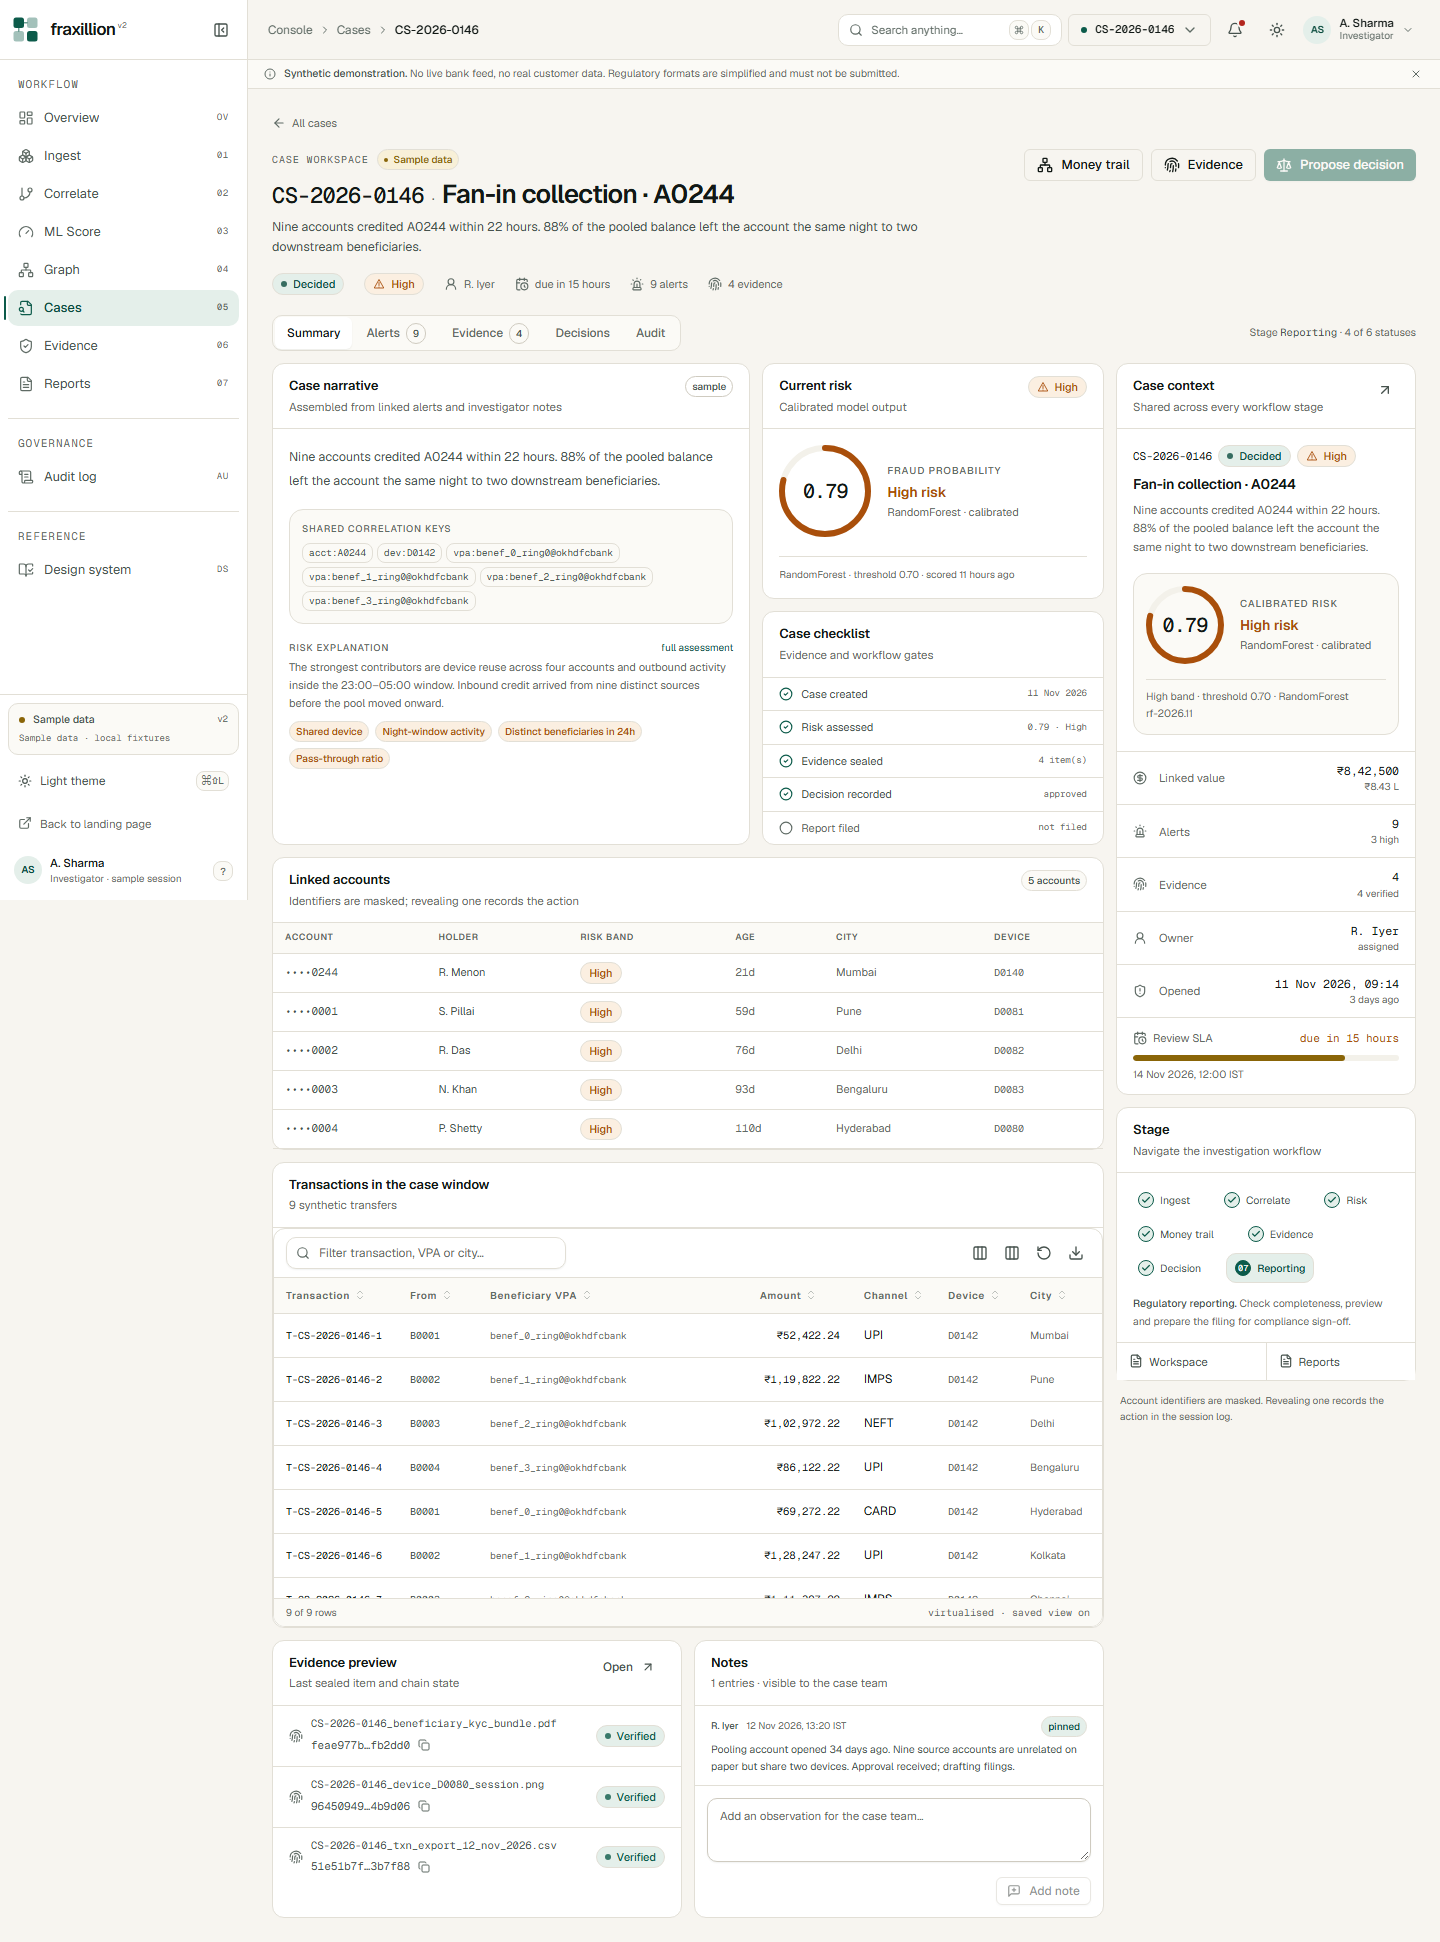 fraxillion v2
Console > Cases > CS-2026-0146
Search anything... ⌘ K
CS-2026-0146
AS
A. Sharma
Investigator
Synthetic demonstration. No live bank feed, no real customer data. Regulatory formats are simplified and must not be submitted.
WORKFLOW
Overview OV
Ingest 01
Correlate 02
ML Score 03
Graph 04
Cases 05
Evidence 06
Reports 07
GOVERNANCE
Audit log AU
REFERENCE
Design system DS
Sample data v2
Sample data · local fixtures
Light theme ⌘⇧L
Back to landing page
AS
A. Sharma
Investigator · sample session
?
All cases
CASE WORKSPACE
Sample data
CS-2026-0146 · Fan-in collection · A0244
Nine accounts credited A0244 within 22 hours. 88% of the pooled balance left the account the same night to two
downstream beneficiaries.
Money trail
Evidence
Propose decision
Decided
High
R. Iyer
due in 15 hours
9 alerts
4 evidence
Summary
Alerts 9
Evidence 4
Decisions
Audit
Stage Reporting · 4 of 6 statuses
Case narrative
sample
Assembled from linked alerts and investigator notes
Nine accounts credited A0244 within 22 hours. 88% of the pooled balance
left the account the same night to two downstream beneficiaries.
SHARED CORRELATION KEYS
acct:A0244 dev:D0142 vpa:benef_0_ring0@okhdfcbank
vpa:benef_1_ring0@okhdfcbank vpa:benef_2_ring0@okhdfcbank
vpa:benef_3_ring0@okhdfcbank
RISK EXPLANATION full assessment
The strongest contributors are device reuse across four accounts and outbound activity
inside the 23:00–05:00 window. Inbound credit arrived from nine distinct sources
before the pool moved onward.
Shared device Night-window activity Distinct beneficiaries in 24h
Pass-through ratio
Current risk
High
Calibrated model output
0.79
FRAUD PROBABILITY
High risk
RandomForest · calibrated
RandomForest · threshold 0.70 · scored 11 hours ago
Case checklist
Evidence and workflow gates
Case created 11 Nov 2026
Risk assessed 0.79 · High
Evidence sealed 4 item(s)
Decision recorded approved
Report filed not filed
Case context
Shared across every workflow stage
CS-2026-0146 Decided High
Fan-in collection · A0244
Nine accounts credited A0244 within 22 hours.
88% of the pooled balance left the account the
same night to two downstream beneficiaries.
0.79
CALIBRATED RISK
High risk
RandomForest · calibrated
High band · threshold 0.70 · RandomForest
rf-2026.11
Linked value ₹8,42,500
₹8.43 L
Alerts 9
3 high
Evidence 4
4 verified
Owner R. Iyer
assigned
Opened 11 Nov 2026, 09:14
3 days ago
Review SLA due in 15 hours
14 Nov 2026, 12:00 IST
Stage
Navigate the investigation workflow
Ingest Correlate Risk
Money trail Evidence
Decision 07 Reporting
Regulatory reporting. Check completeness, preview
and prepare the filing for compliance sign-off.
Workspace Reports
Account identifiers are masked. Revealing one records the
action in the session log.
Linked accounts
5 accounts
Identifiers are masked; revealing one records the action
ACCOUNT HOLDER RISK BAND AGE CITY DEVICE
••••0244 R. Menon High 21d Mumbai D0140
••••0001 S. Pillai High 59d Pune D0081
••••0002 R. Das High 76d Delhi D0082
••••0003 N. Khan High 93d Bengaluru D0083
••••0004 P. Shetty High 110d Hyderabad D0080
Transactions in the case window
9 synthetic transfers
Filter transaction, VPA or city...
Transaction From Beneficiary VPA Amount Channel Device City
T-CS-2026-0146-1 B0001 benef_0_ring0@okhdfcbank ₹52,422.24 UPI D0142 Mumbai
T-CS-2026-0146-2 B0002 benef_1_ring0@okhdfcbank ₹1,19,822.22 IMPS D0142 Pune
T-CS-2026-0146-3 B0003 benef_2_ring0@okhdfcbank ₹1,02,972.22 NEFT D0142 Delhi
T-CS-2026-0146-4 B0004 benef_3_ring0@okhdfcbank ₹86,122.22 UPI D0142 Bengaluru
T-CS-2026-0146-5 B0001 benef_0_ring0@okhdfcbank ₹69,272.22 CARD D0142 Hyderabad
T-CS-2026-0146-6 B0002 benef_1_ring0@okhdfcbank ₹1,28,247.22 UPI D0142 Kolkata
9 of 9 rows virtualised · saved view on
Evidence preview
Open
Last sealed item and chain state
CS-2026-0146_beneficiary_kyc_bundle.pdf
feae977b…fb2dd0
Verified
CS-2026-0146_device_D0080_session.png
96450949…4b9d06
Verified
CS-2026-0146_txn_export_12_nov_2026.csv
51e51b7f…3b7f88
Verified
Notes
1 entries · visible to the case team
R. Iyer 12 Nov 2026, 13:20 IST
pinned
Pooling account opened 34 days ago. Nine source accounts are unrelated on
paper but share two devices. Approval received; drafting filings.
Add an observation for the case team...
Add note